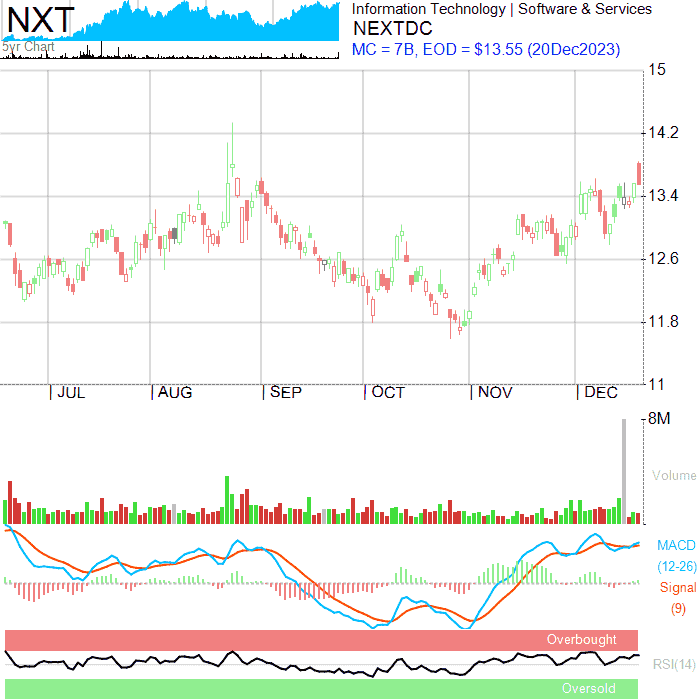 NXT
Information Technology | Software & Services
NEXTDC
5yr Chart
MC = 7B, EOD = $13.55 (20Dec2023)
15
14.2
13.4
12.6
11.8
11
JUL
AUG
SEP
OCT
NOV
DEC
8M
Volume
MACD
(12-26)
Signal
(9)
Overbought
RSI(14)
Oversold